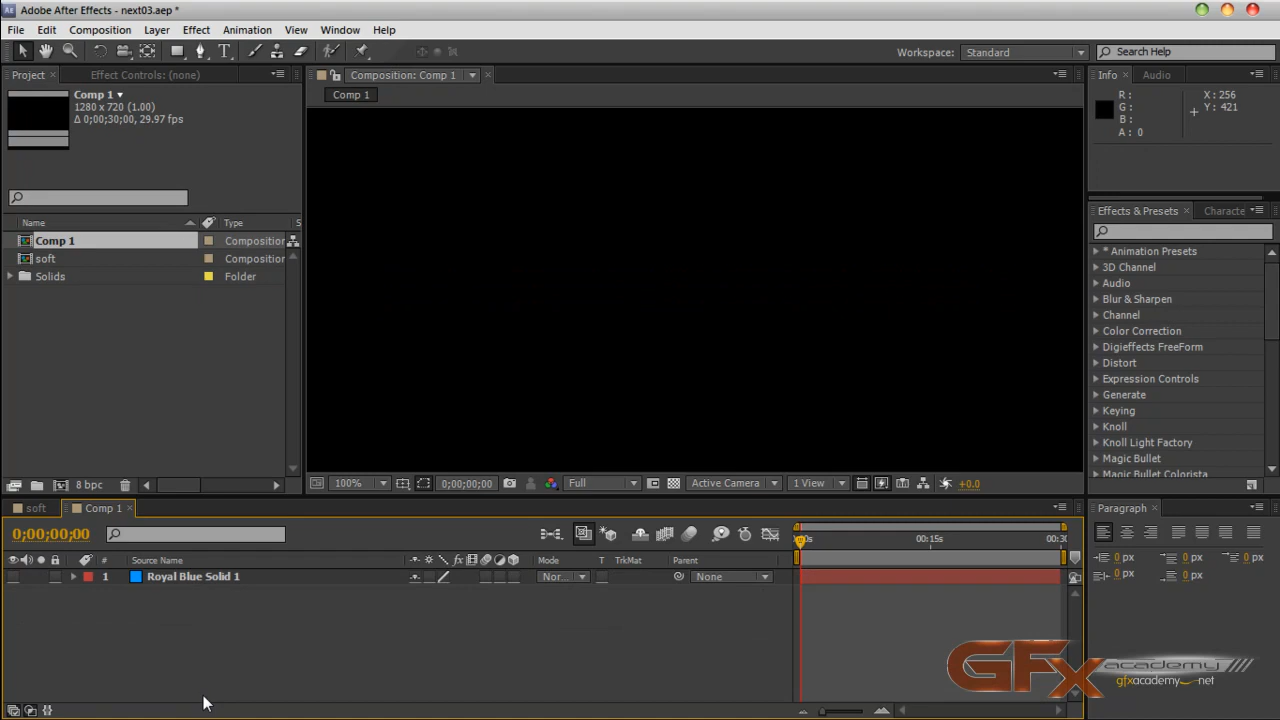 Adobe After Effects - next03.aep *
File Edit Composition Layer Effect Animation View Window Help
Workspace: Standard Search Help
Project Effect Controls: (none)
Composition: Comp 1
Info Audio
Comp 1
1280 x 720 (1.00)
Δ 0;00;30;00, 29.97 fps
Comp 1
R :
G :
B :
A : 0
X : 256
Y : 421
Name Type S
Comp 1 Composition
soft Composition
Solids Folder
Effects & Presets Characte
* Animation Presets
3D Channel
Audio
Blur & Sharpen
Channel
Color Correction
Digieffects FreeForm
Distort
Expression Controls
Generate
Keying
Knoll
Knoll Light Factory
Magic Bullet
Magic Bullet Colorista
8 bpc
100% 0;00;00;00 Full Active Camera 1 View +0.0
soft Comp 1
Paragraph
0;00;00;00
:00s 00:15s 00:30
# Source Name Mode T TrkMat Parent
1 Royal Blue Solid 1 Nor... None
0 px 0 px 0 px
0 px 0 px
GFX academy
gfxacademy.net